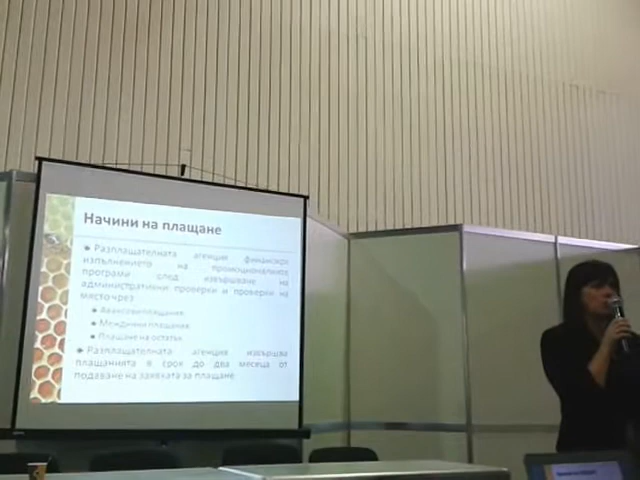 Начини на плащане
Разплащателната агенция финансира
изпълнението на промоционалните
програми след извършване на
административни проверки и проверки на
място чрез:
Авансови плащания;
Междинни плащания;
Плащане на остатък.
Разплащателната агенция извършва
плащанията в срок до два месеца от
подаване на заявката за плащане